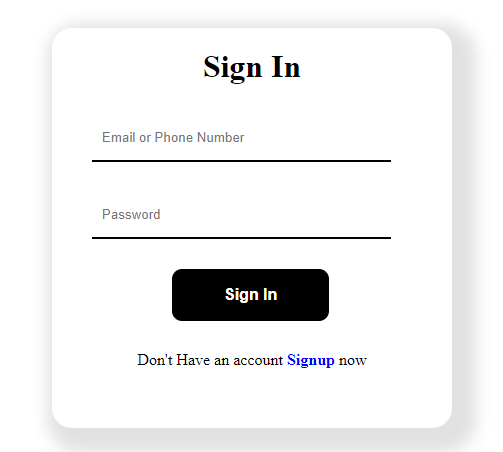 Sign In
Email or Phone Number
Password
Sign In
Don't Have an account Signup now